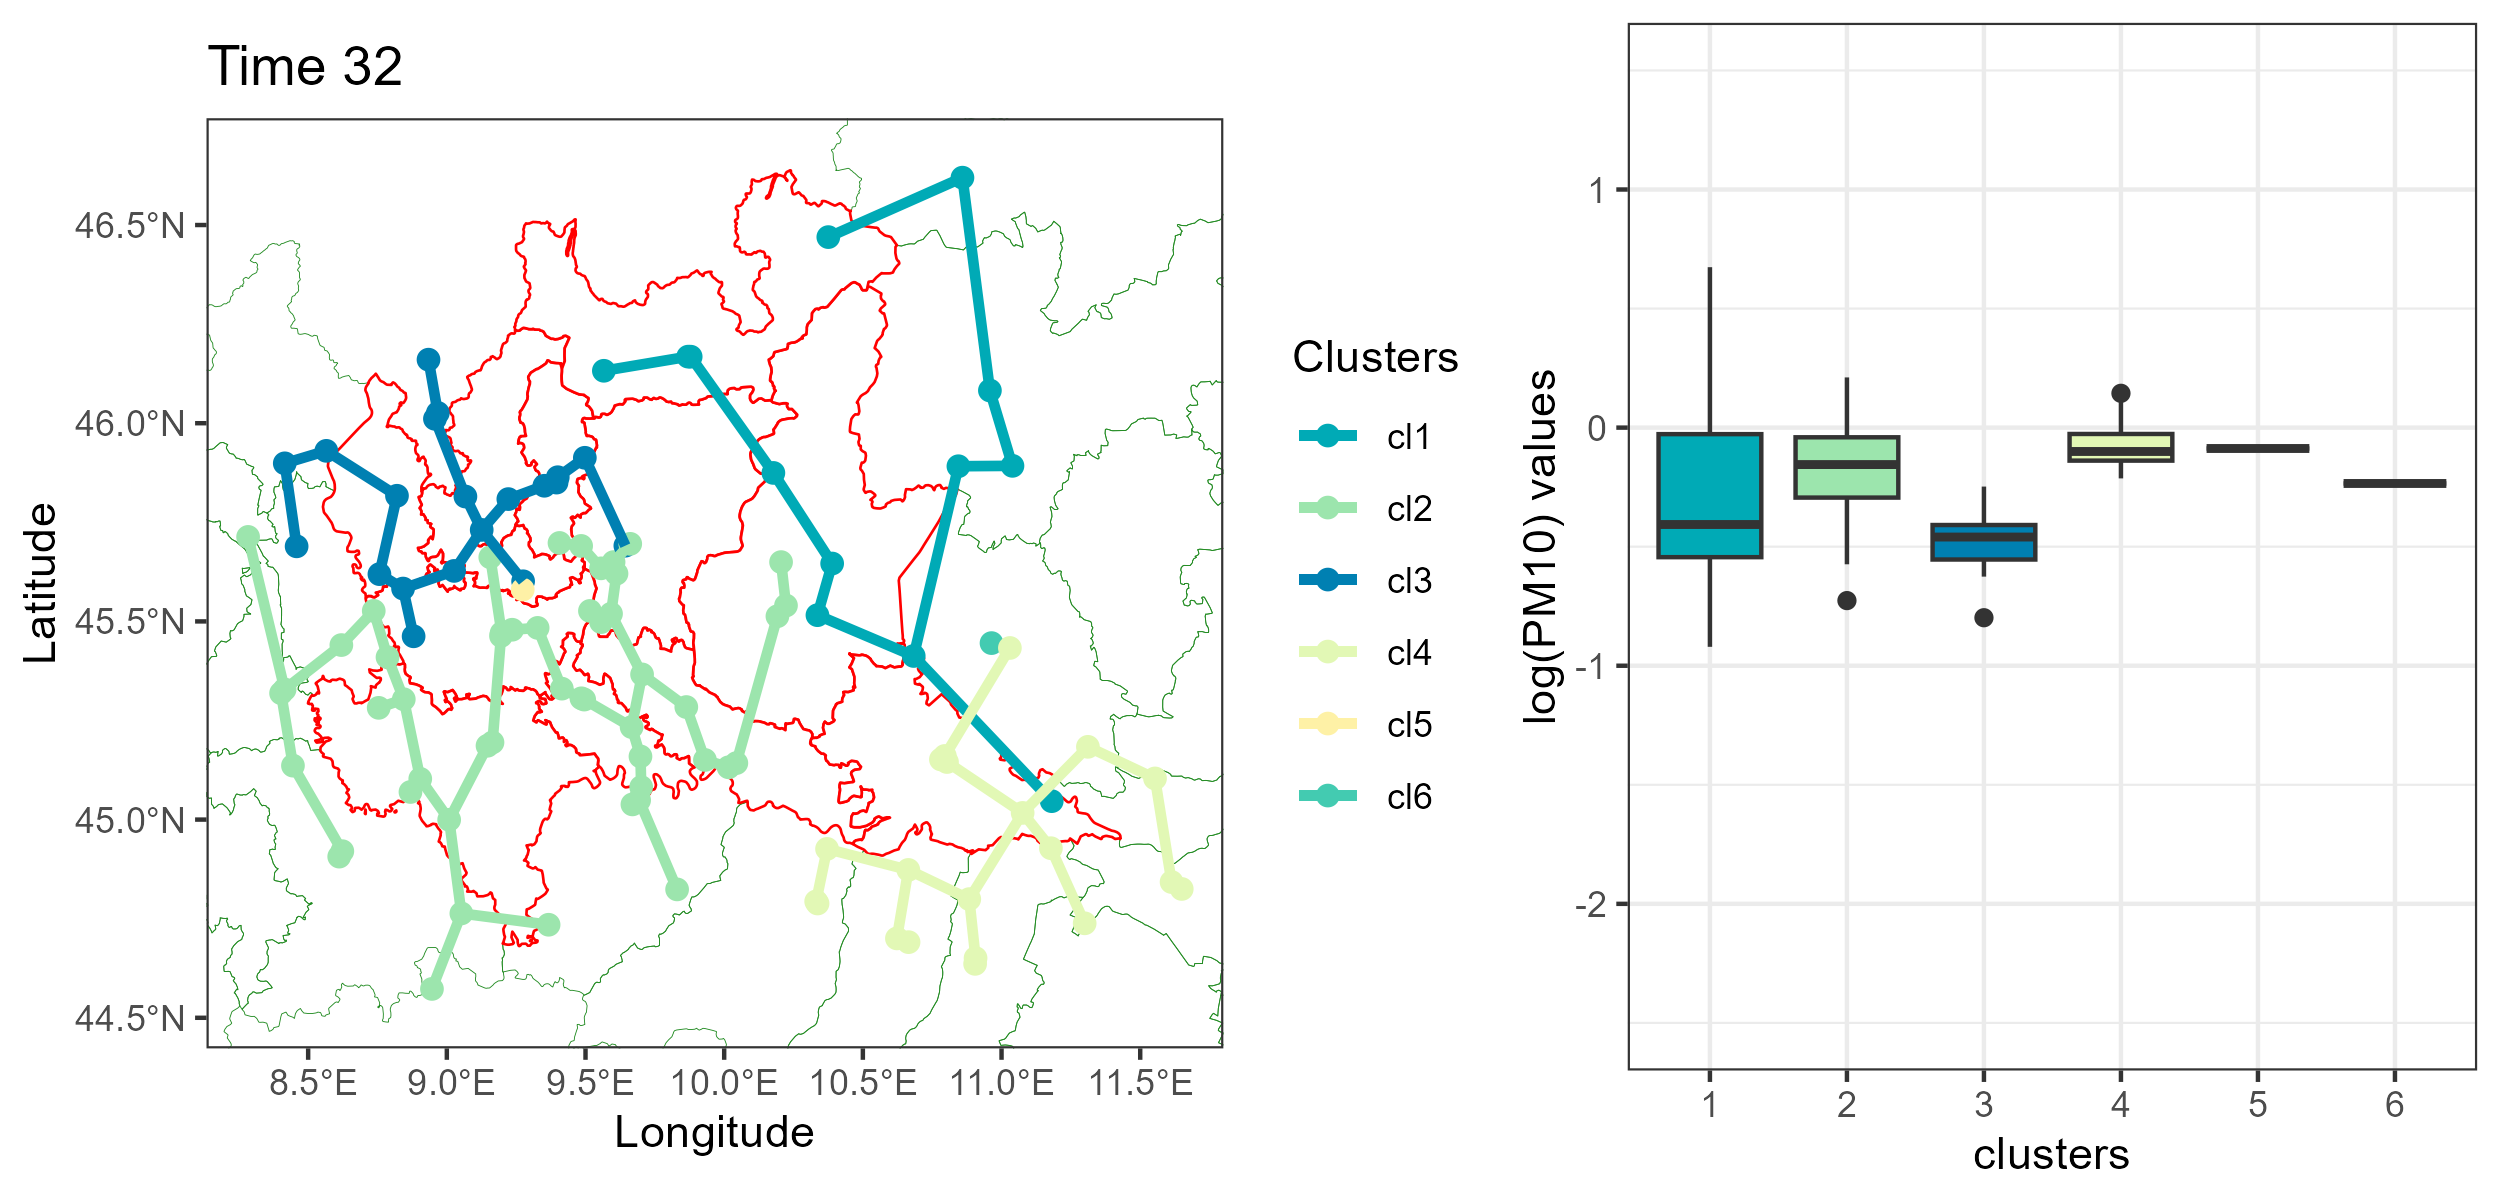 Time 32
46.5°N
46.0°N
45.5°N
45.0°N
44.5°N
Latitude
8.5°E 9.0°E 9.5°E 10.0°E 10.5°E 11.0°E 11.5°E
Longitude
Clusters
cl1
cl2
cl3
cl4
cl5
cl6
log(PM10) values
1
0
-1
-2
1 2 3 4 5 6
clusters